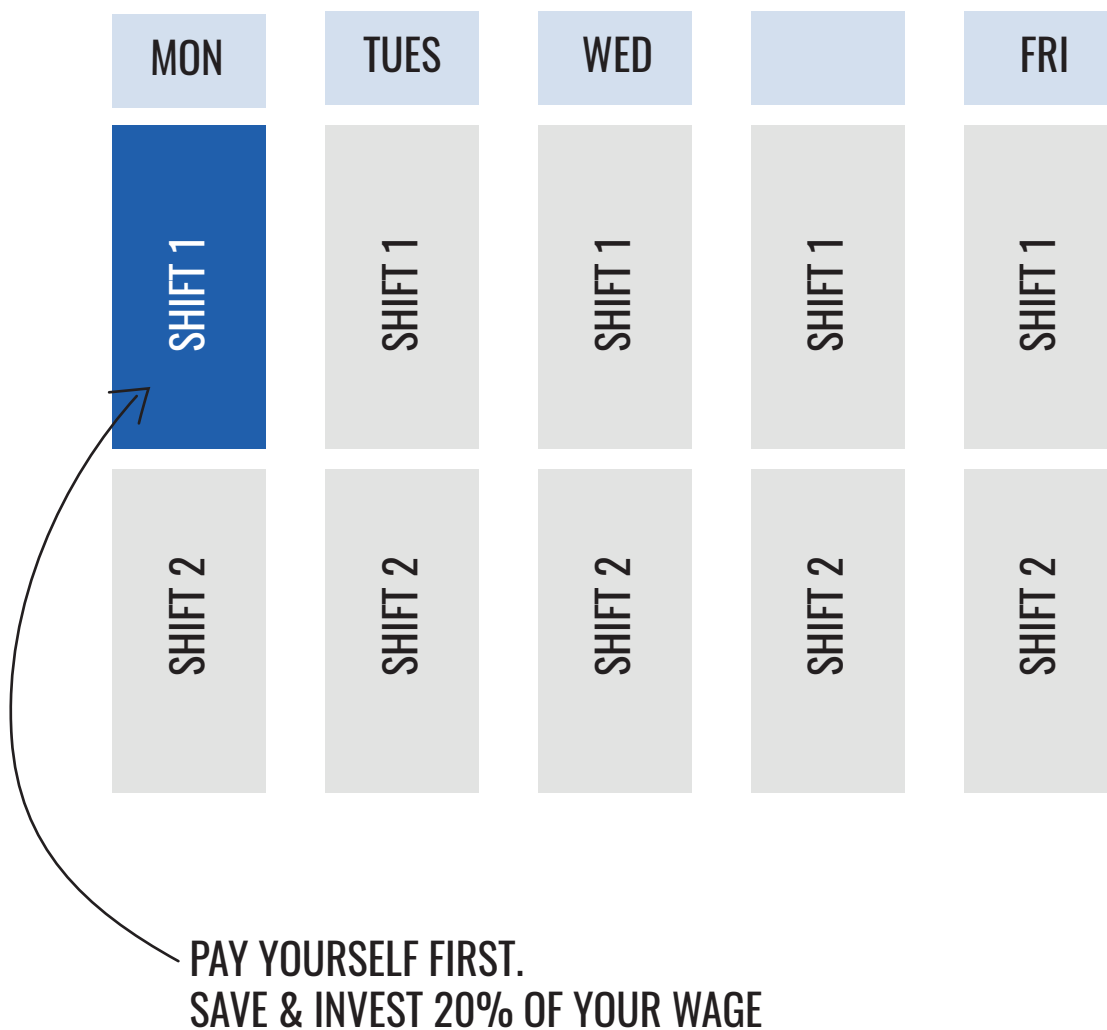 MON TUES WED FRI
SHIFT 1 SHIFT 1 SHIFT 1 SHIFT 1 SHIFT 1
SHIFT 2 SHIFT 2 SHIFT 2 SHIFT 2 SHIFT 2
PAY YOURSELF FIRST.
SAVE & INVEST 20% OF YOUR WAGE